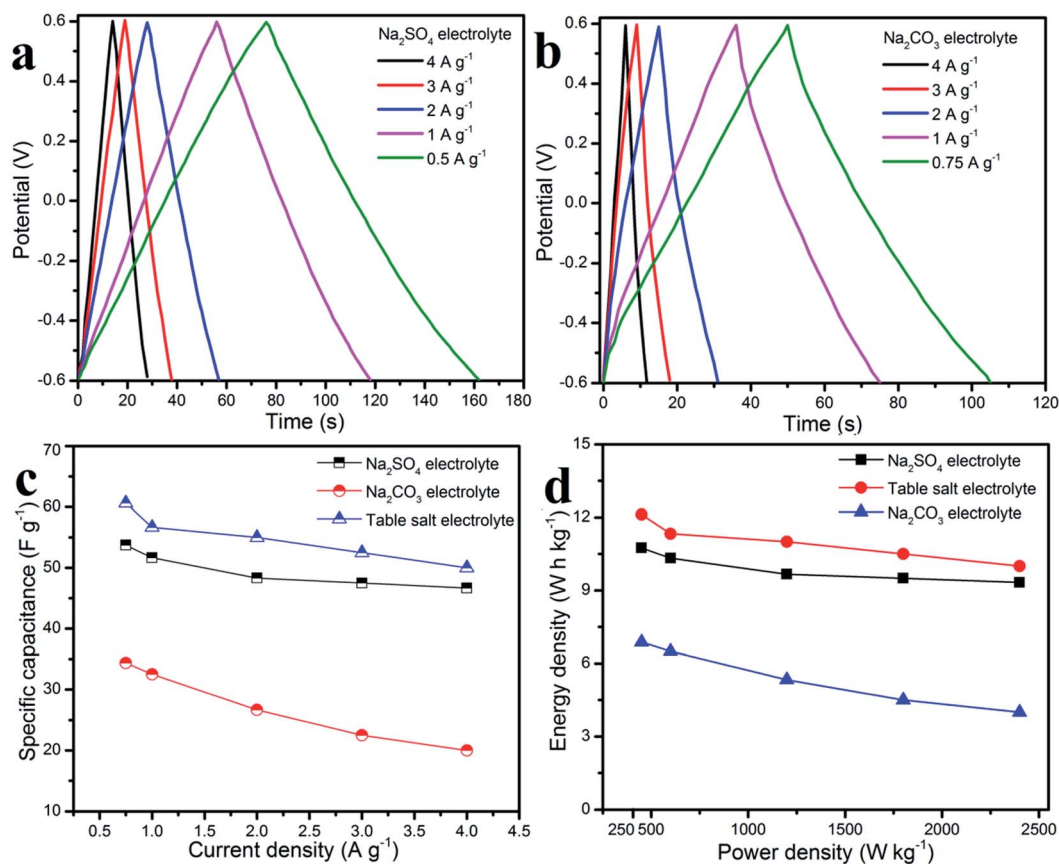 a
Na₂SO₄ electrolyte
4 A g⁻¹
3 A g⁻¹
2 A g⁻¹
1 A g⁻¹
0.5 A g⁻¹
Potential (V)
0.6
0.4
0.2
0.0
-0.2
-0.4
-0.6
0 20 40 60 80 100 120 140 160 180
Time (s)
b
Na₂CO₃ electrolyte
4 A g⁻¹
3 A g⁻¹
2 A g⁻¹
1 A g⁻¹
0.75 A g⁻¹
Potential (V)
0.6
0.4
0.2
0.0
-0.2
-0.4
-0.6
0 20 40 60 80 100 120
Time (s)
c
Na₂SO₄ electrolyte
Na₂CO₃ electrolyte
Table salt electrolyte
Specific capacitance (F g⁻¹)
70
60
50
40
30
20
10
0.5 1.0 1.5 2.0 2.5 3.0 3.5 4.0 4.5
Current density (A g⁻¹)
d
Na₂SO₄ electrolyte
Table salt electrolyte
Na₂CO₃ electrolyte
Energy density (W h kg⁻¹)
15
12
9
6
3
0
250 500 1000 1500 2000 2500
Power density (W kg⁻¹)